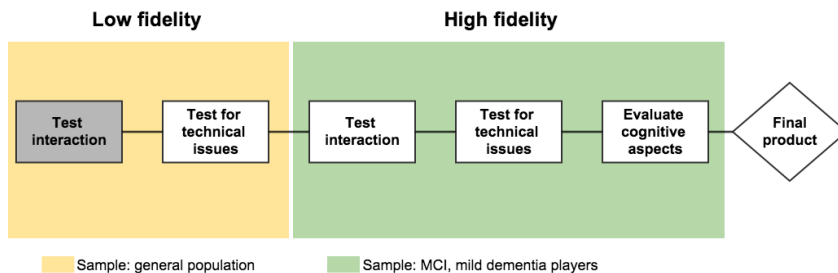 Low fidelity
High fidelity
Test
interaction
Test for
technical
issues
Test
interaction
Test for
technical
issues
Evaluate
cognitive
aspects
Final
product
Sample: general population
Sample: MCI, mild dementia players